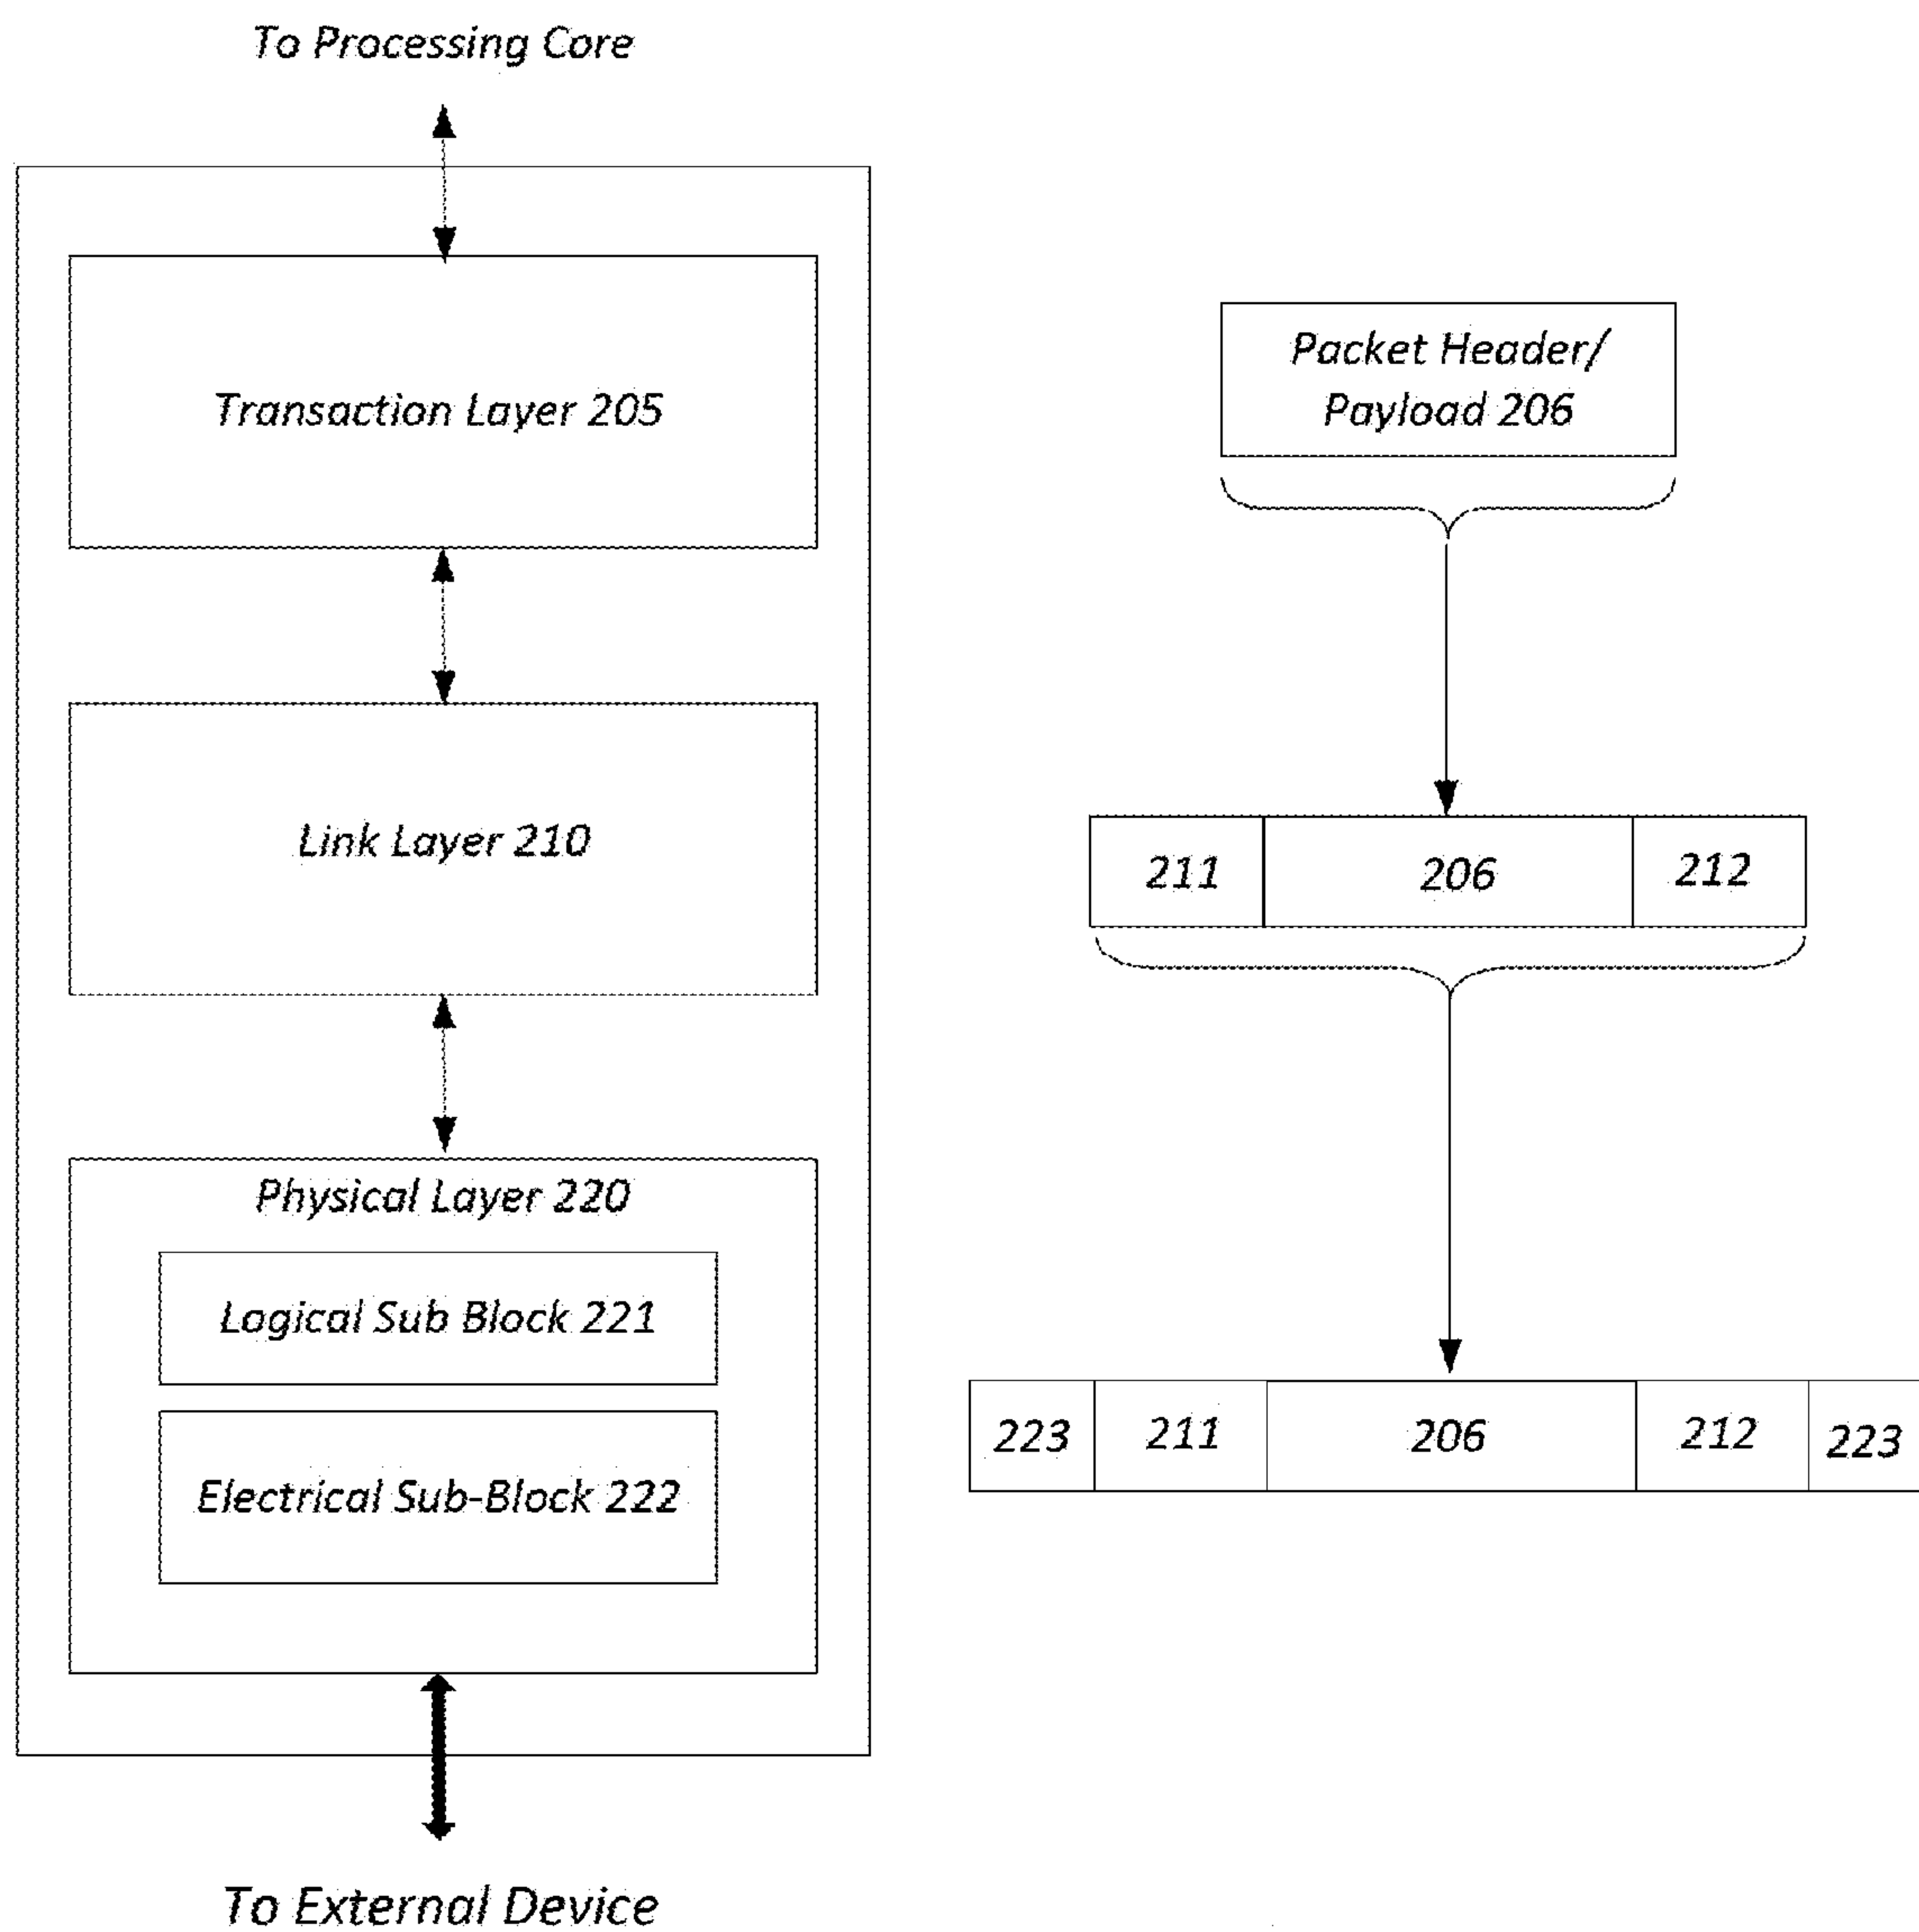 To Processing Core
Transaction Layer 205
Packet Header/
Payload 206
Link Layer 210
211 206 212
Physical Layer 220
Logical Sub Block 221
Electrical Sub-Block 222
223 211 206 212 223
To External Device